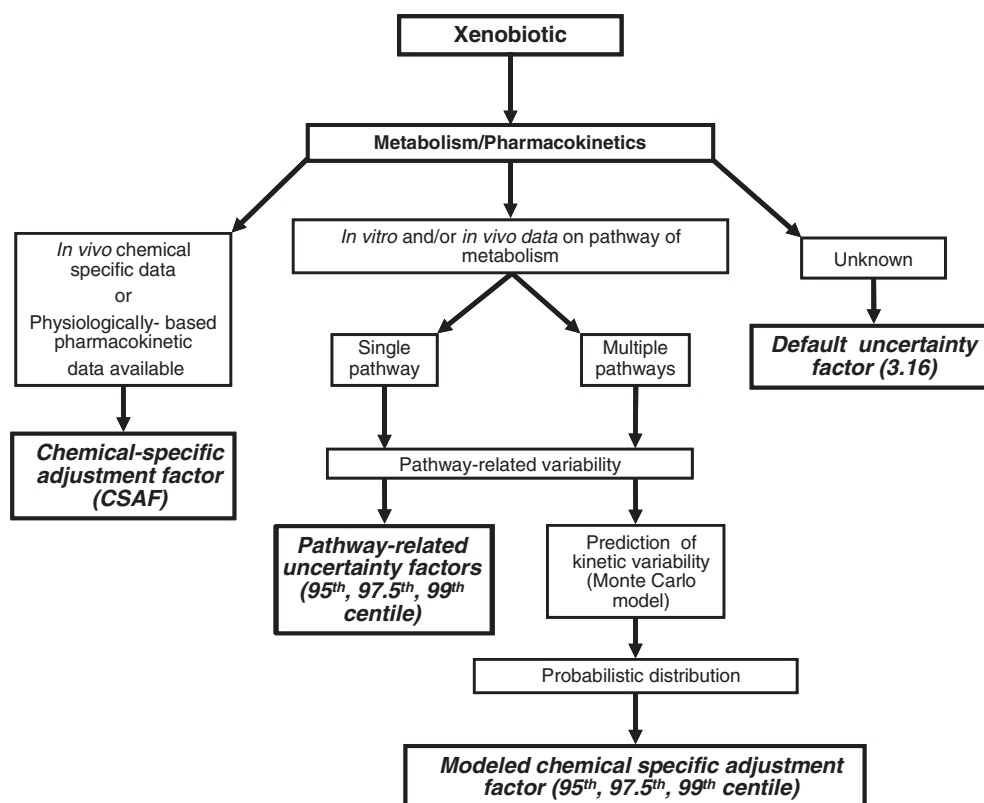 Xenobiotic
Metabolism/Pharmacokinetics
In vivo chemical
specific data
or
Physiologically- based
pharmacokinetic
data available
In vitro and/or in vivo data on pathway of
metabolism
Unknown
Single
pathway
Multiple
pathways
Default uncertainty
factor (3.16)
Chemical-specific
adjustment factor
(CSAF)
Pathway-related variability
Pathway-related
uncertainty factors
(95th, 97.5th, 99th
centile)
Prediction of
kinetic variability
(Monte Carlo
model)
Probabilistic distribution
Modeled chemical specific adjustment
factor (95th, 97.5th, 99th centile)